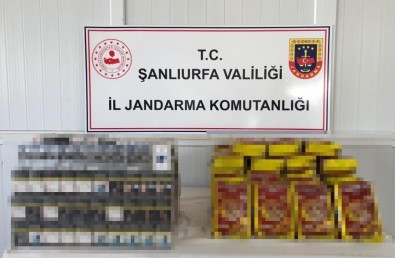 T.C.
ŞANLIURFA VALİLİĞİ
İL JANDARMA KOMUTANLIĞI